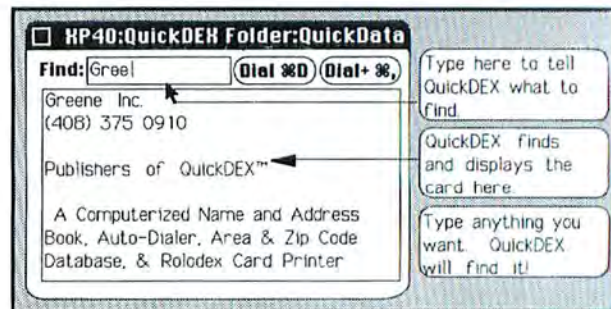 XP40:QuickDEX Folder:QuickData
Find: Gree
Dial ⌘D
Dial+ ⌘,
Greene Inc.
(408) 375 0910
Publishers of QuickDEX™
A Computerized Name and Address
Book, Auto-Dialer, Area & Zip Code
Database, & Rolodex Card Printer
Type here to tell
QuickDEX what to
find.
QuickDEX finds
and displays the
card here.
Type anything you
want. QuickDEX
will find it!